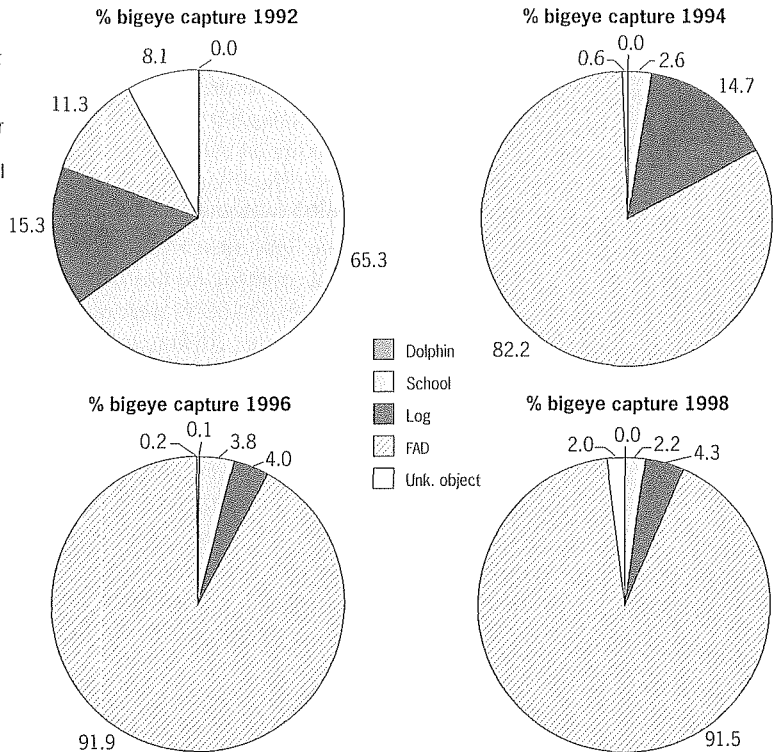 % bigeye capture 1992
0.0
8.1
11.3
15.3
65.3
% bigeye capture 1994
0.0
0.6
2.6
14.7
82.2
Dolphin
School
Log
FAD
Unk. object
% bigeye capture 1996
0.1
0.2
3.8
4.0
91.9
% bigeye capture 1998
0.0
2.0
2.2
4.3
91.5